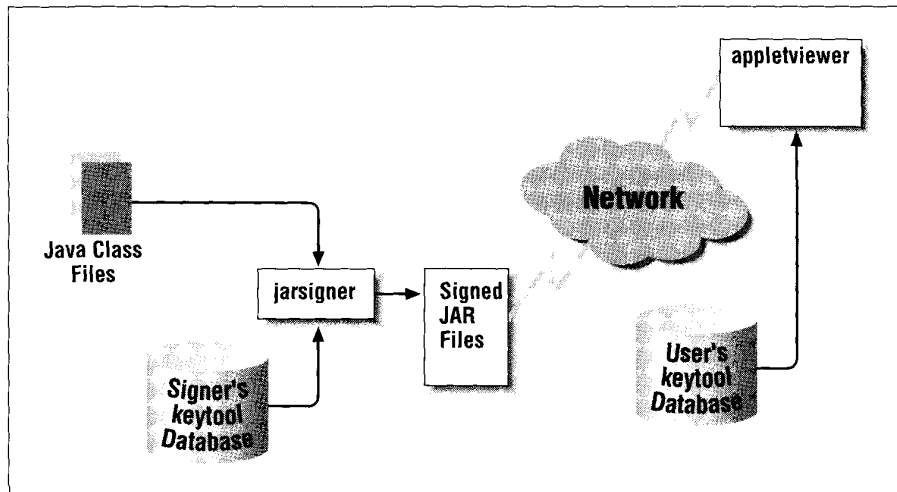 appletviewer
Network
Java Class
Files
jarsigner
Signed
JAR
Files
Signer's
keytool
Database
User's
keytool
Database